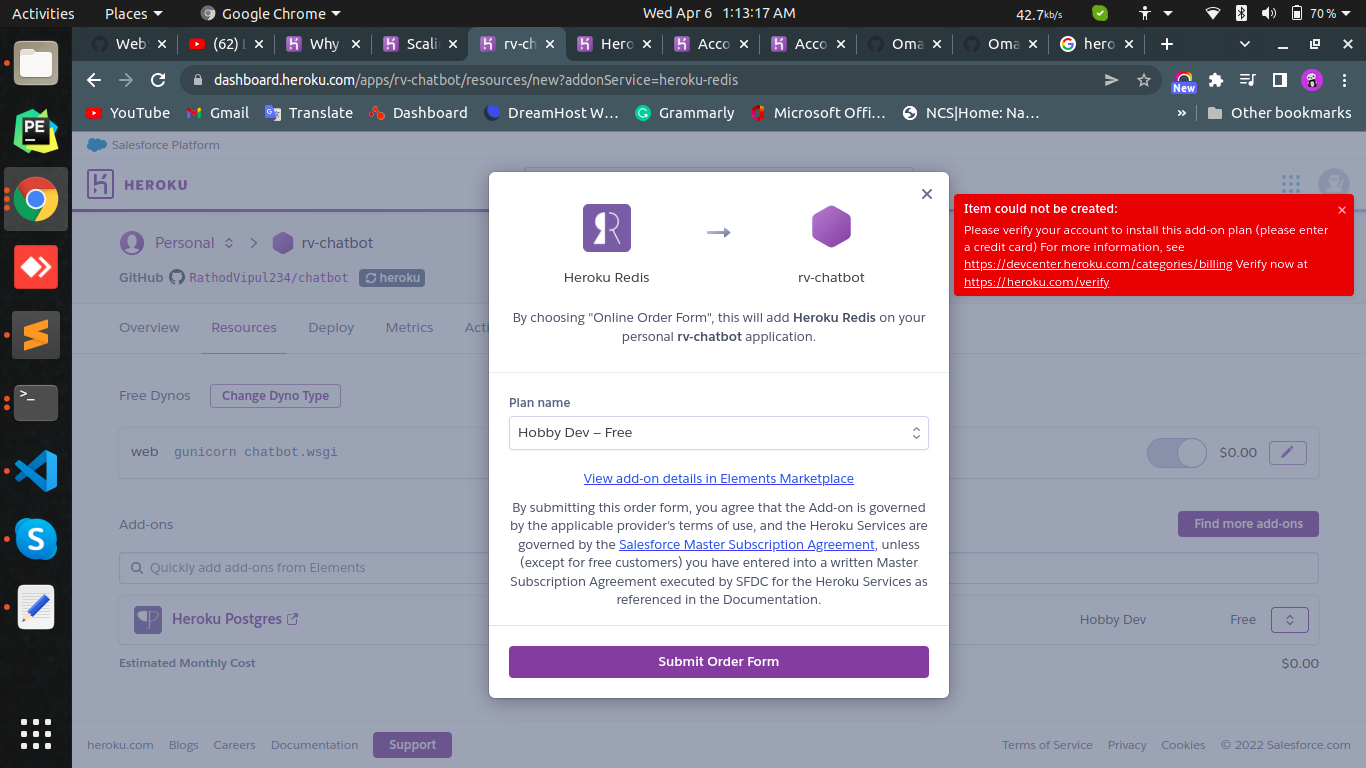 Activities Places Google Chrome Wed Apr 6 1:13:17 AM 42.7kb/s 70 %
Web (62) L Why Scali rv-ch Hero Acco Acco Oma Oma hero
dashboard.heroku.com/apps/rv-chatbot/resources/new?addonService=heroku-redis
New
YouTube Gmail Translate Dashboard DreamHost W… Grammarly Microsoft Offi… NCS|Home: Na… » Other bookmarks
Salesforce Platform
HEROKU
Personal rv-chatbot
GitHub RathodVipul234/chatbot heroku
Overview Resources Deploy Metrics Acti
Free Dynos Change Dyno Type
web gunicorn chatbot.wsgi $0.00
Add-ons Find more add-ons
Quickly add add-ons from Elements
Heroku Postgres Hobby Dev Free
Estimated Monthly Cost $0.00
Heroku Redis rv-chatbot
By choosing "Online Order Form", this will add Heroku Redis on your
personal rv-chatbot application.
Plan name
Hobby Dev – Free
View add-on details in Elements Marketplace
By submitting this order form, you agree that the Add-on is governed
by the applicable provider's terms of use, and the Heroku Services are
governed by the Salesforce Master Subscription Agreement, unless
(except for free customers) you have entered into a written Master
Subscription Agreement executed by SFDC for the Heroku Services as
referenced in the Documentation.
Submit Order Form
Item could not be created:
Please verify your account to install this add-on plan (please enter
a credit card) For more information, see
https://devcenter.heroku.com/categories/billing Verify now at
https://heroku.com/verify
heroku.com Blogs Careers Documentation Support Terms of Service Privacy Cookies © 2022 Salesforce.com